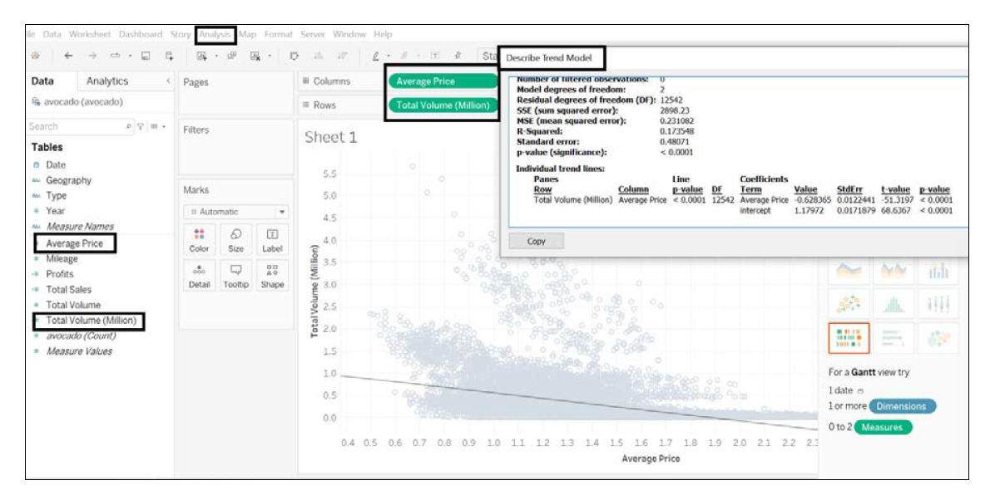 ile Data Worksheet Dashboard Story Analysis Map Format Server Window Help
Sta
Data Analytics
avocado (avocado)
Search
Tables
Date
Abc Geography
Abc Type
Year
Abc Measure Names
Average Price
Mileage
Profits
Total Sales
Total Volume
Total Volume (Million)
avocado (Count)
Measure Values
Pages
Filters
Marks
Automatic
Color Size Label
Detail Tooltip Shape
Columns Average Price
Rows Total Volume (Million)
Sheet 1
Total Volume (Million)
5.5
5.0
4.5
4.0
3.5
3.0
2.5
2.0
1.5
1.0
0.5
0.0
0.4 0.5 0.6 0.7 0.8 0.9 1.0 1.1 1.2 1.3 1.4 1.5 1.6 1.7 1.8 1.9 2.0 2.1 2.2 2.3
Average Price
Describe Trend Model
Number of filtered observations: 0
Model degrees of freedom: 2
Residual degrees of freedom (DF): 12542
SSE (sum squared error): 2898.23
MSE (mean squared error): 0.231082
R-Squared: 0.173548
Standard error: 0.48071
p-value (significance): < 0.0001
Individual trend lines:
Panes Line Coefficients
Row Column p-value DF Term Value StdErr t-value p-value
Total Volume (Million) Average Price < 0.0001 12542 Average Price -0.628365 0.0122441 -51.3197 < 0.0001
intercept 1.17972 0.0171879 68.6367 < 0.0001
Copy
For a Gantt view try
1 date
1 or more Dimensions
0 to 2 Measures